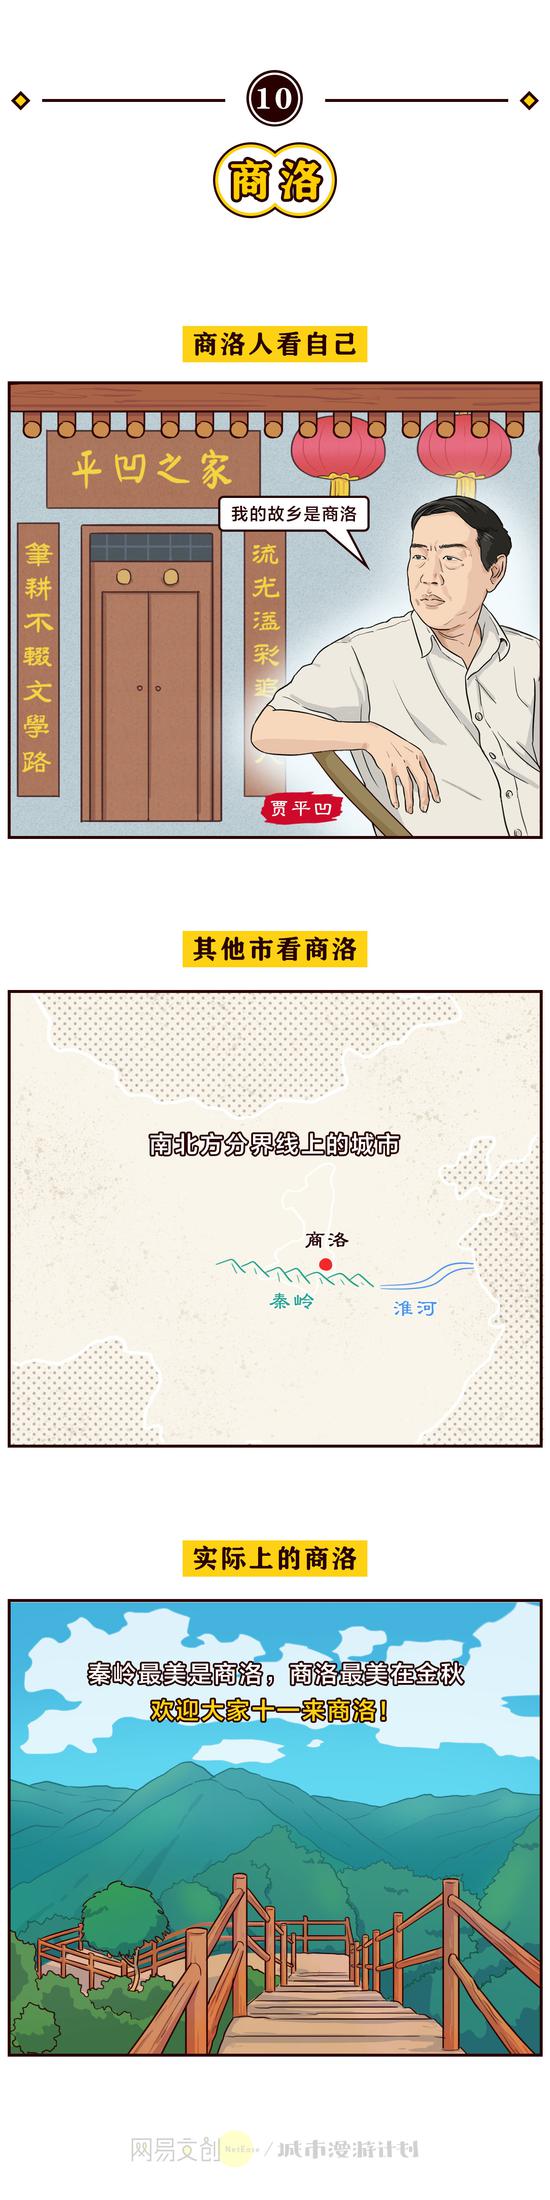 10
商洛
商洛人看自己
平凹之家
我的故乡是商洛
筆耕不輟文學路
流光溢彩追
人
贾平凹
其他市看商洛
南北方分界线上的城市
商洛
秦岭
淮河
实际上的商洛
秦岭最美是商洛，商洛最美在金秋
欢迎大家十一来商洛！
网易文创 NetEase / 城市漫游计划